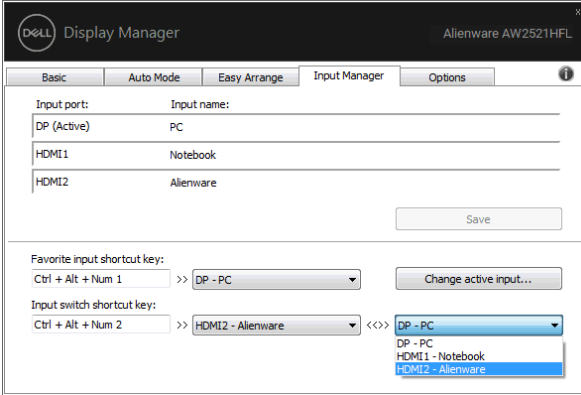 DELL Display Manager Alienware AW2521HFL
Basic Auto Mode Easy Arrange Input Manager Options
Input port: Input name:
DP (Active) PC
HDMI1 Notebook
HDMI2 Alienware
Save
Favorite input shortcut key:
Ctrl + Alt + Num 1 >> DP - PC Change active input...
Input switch shortcut key:
Ctrl + Alt + Num 2 >> HDMI2 - Alienware <<>> DP - PC
DP - PC
HDMI1 - Notebook
HDMI2 - Alienware